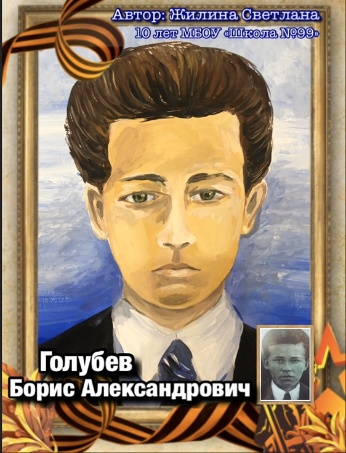 Автор: Жилина Светлана
10 лет МБОУ «Школа №99»
Голубев
Борис Александрович